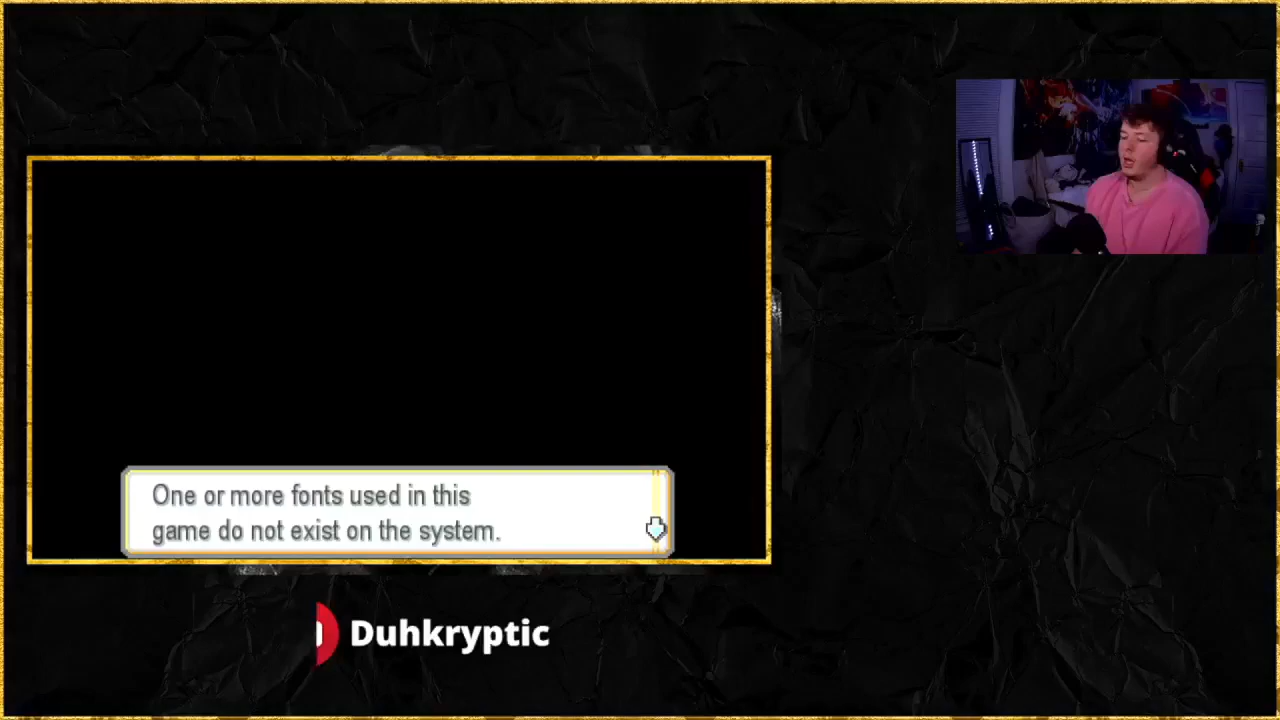 One or more fonts used in this
game do not exist on the system.
Duhkryptic